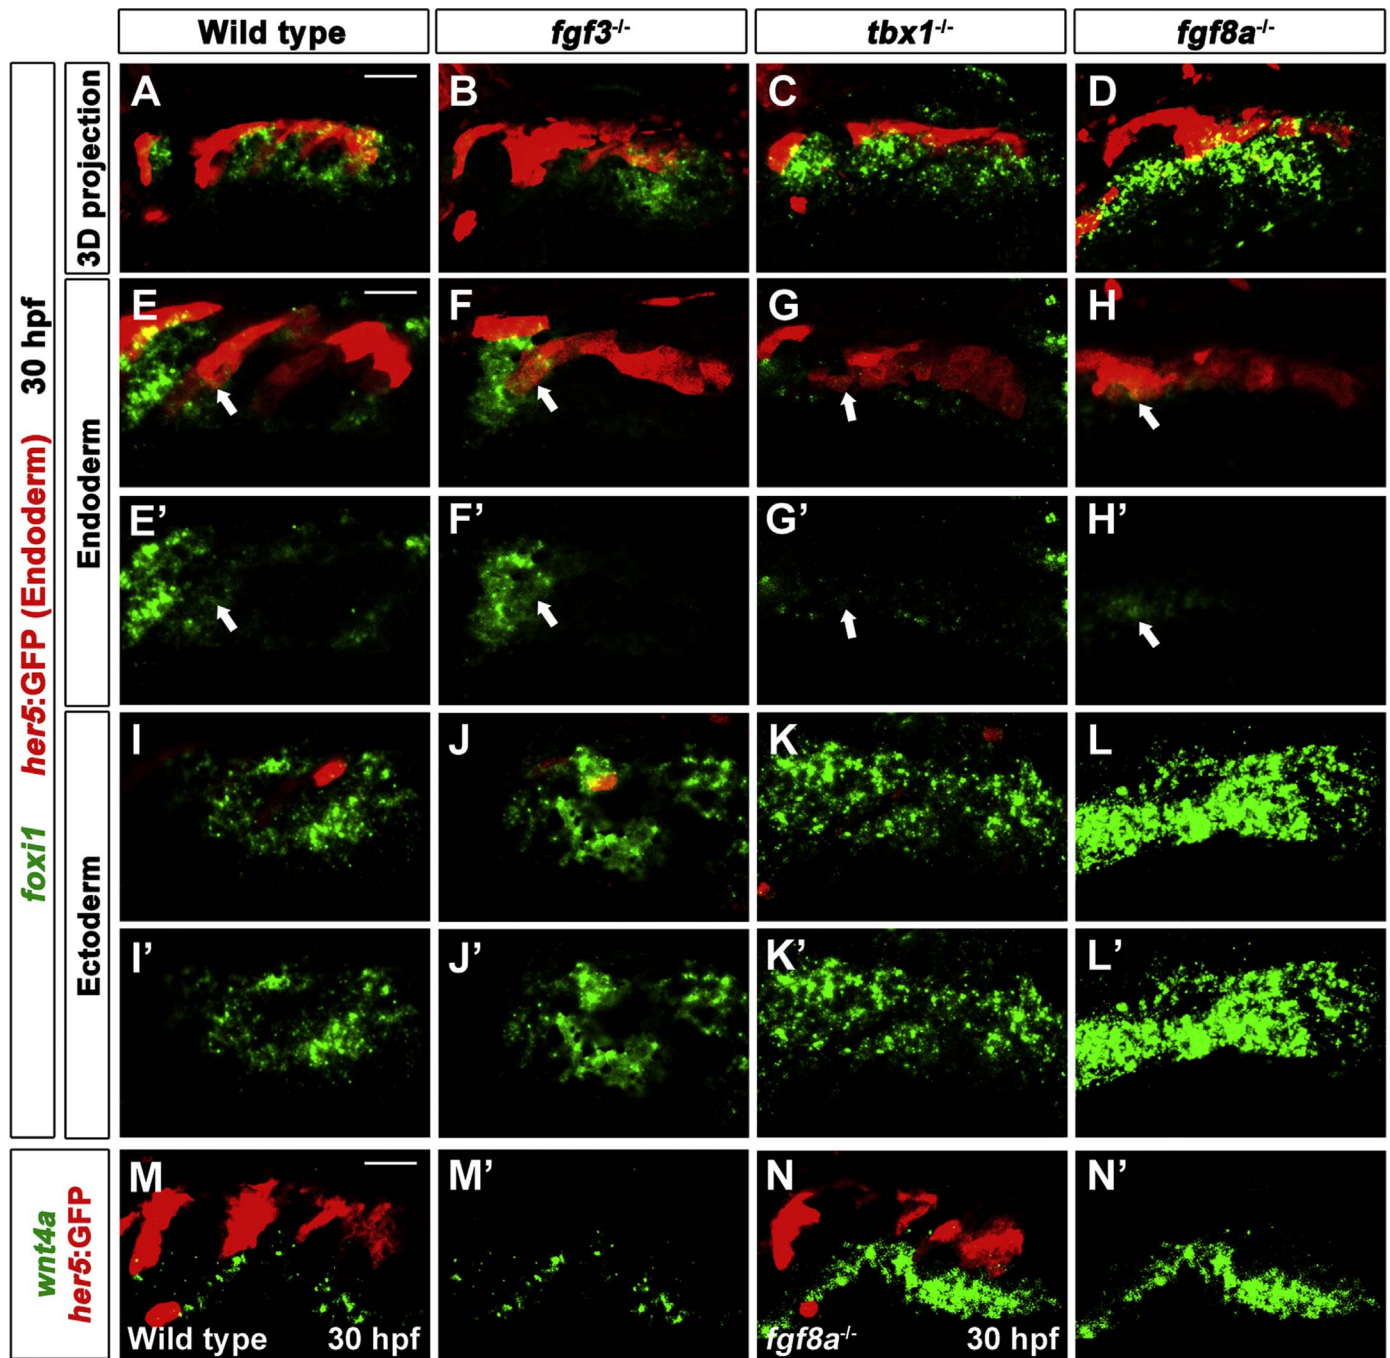 Wild type
fgf3-/-
tbx1-/-
fgf8a-/-
foxi1 her5:GFP (Endoderm) 30 hpf
3D projection
A
B
C
D
Endoderm
E
F
G
H
E’
F’
G’
H’
Ectoderm
I
J
K
L
I’
J’
K’
L’
wnt4a
her5:GFP
M
Wild type 30 hpf
M’
N
fgf8a-/- 30 hpf
N’